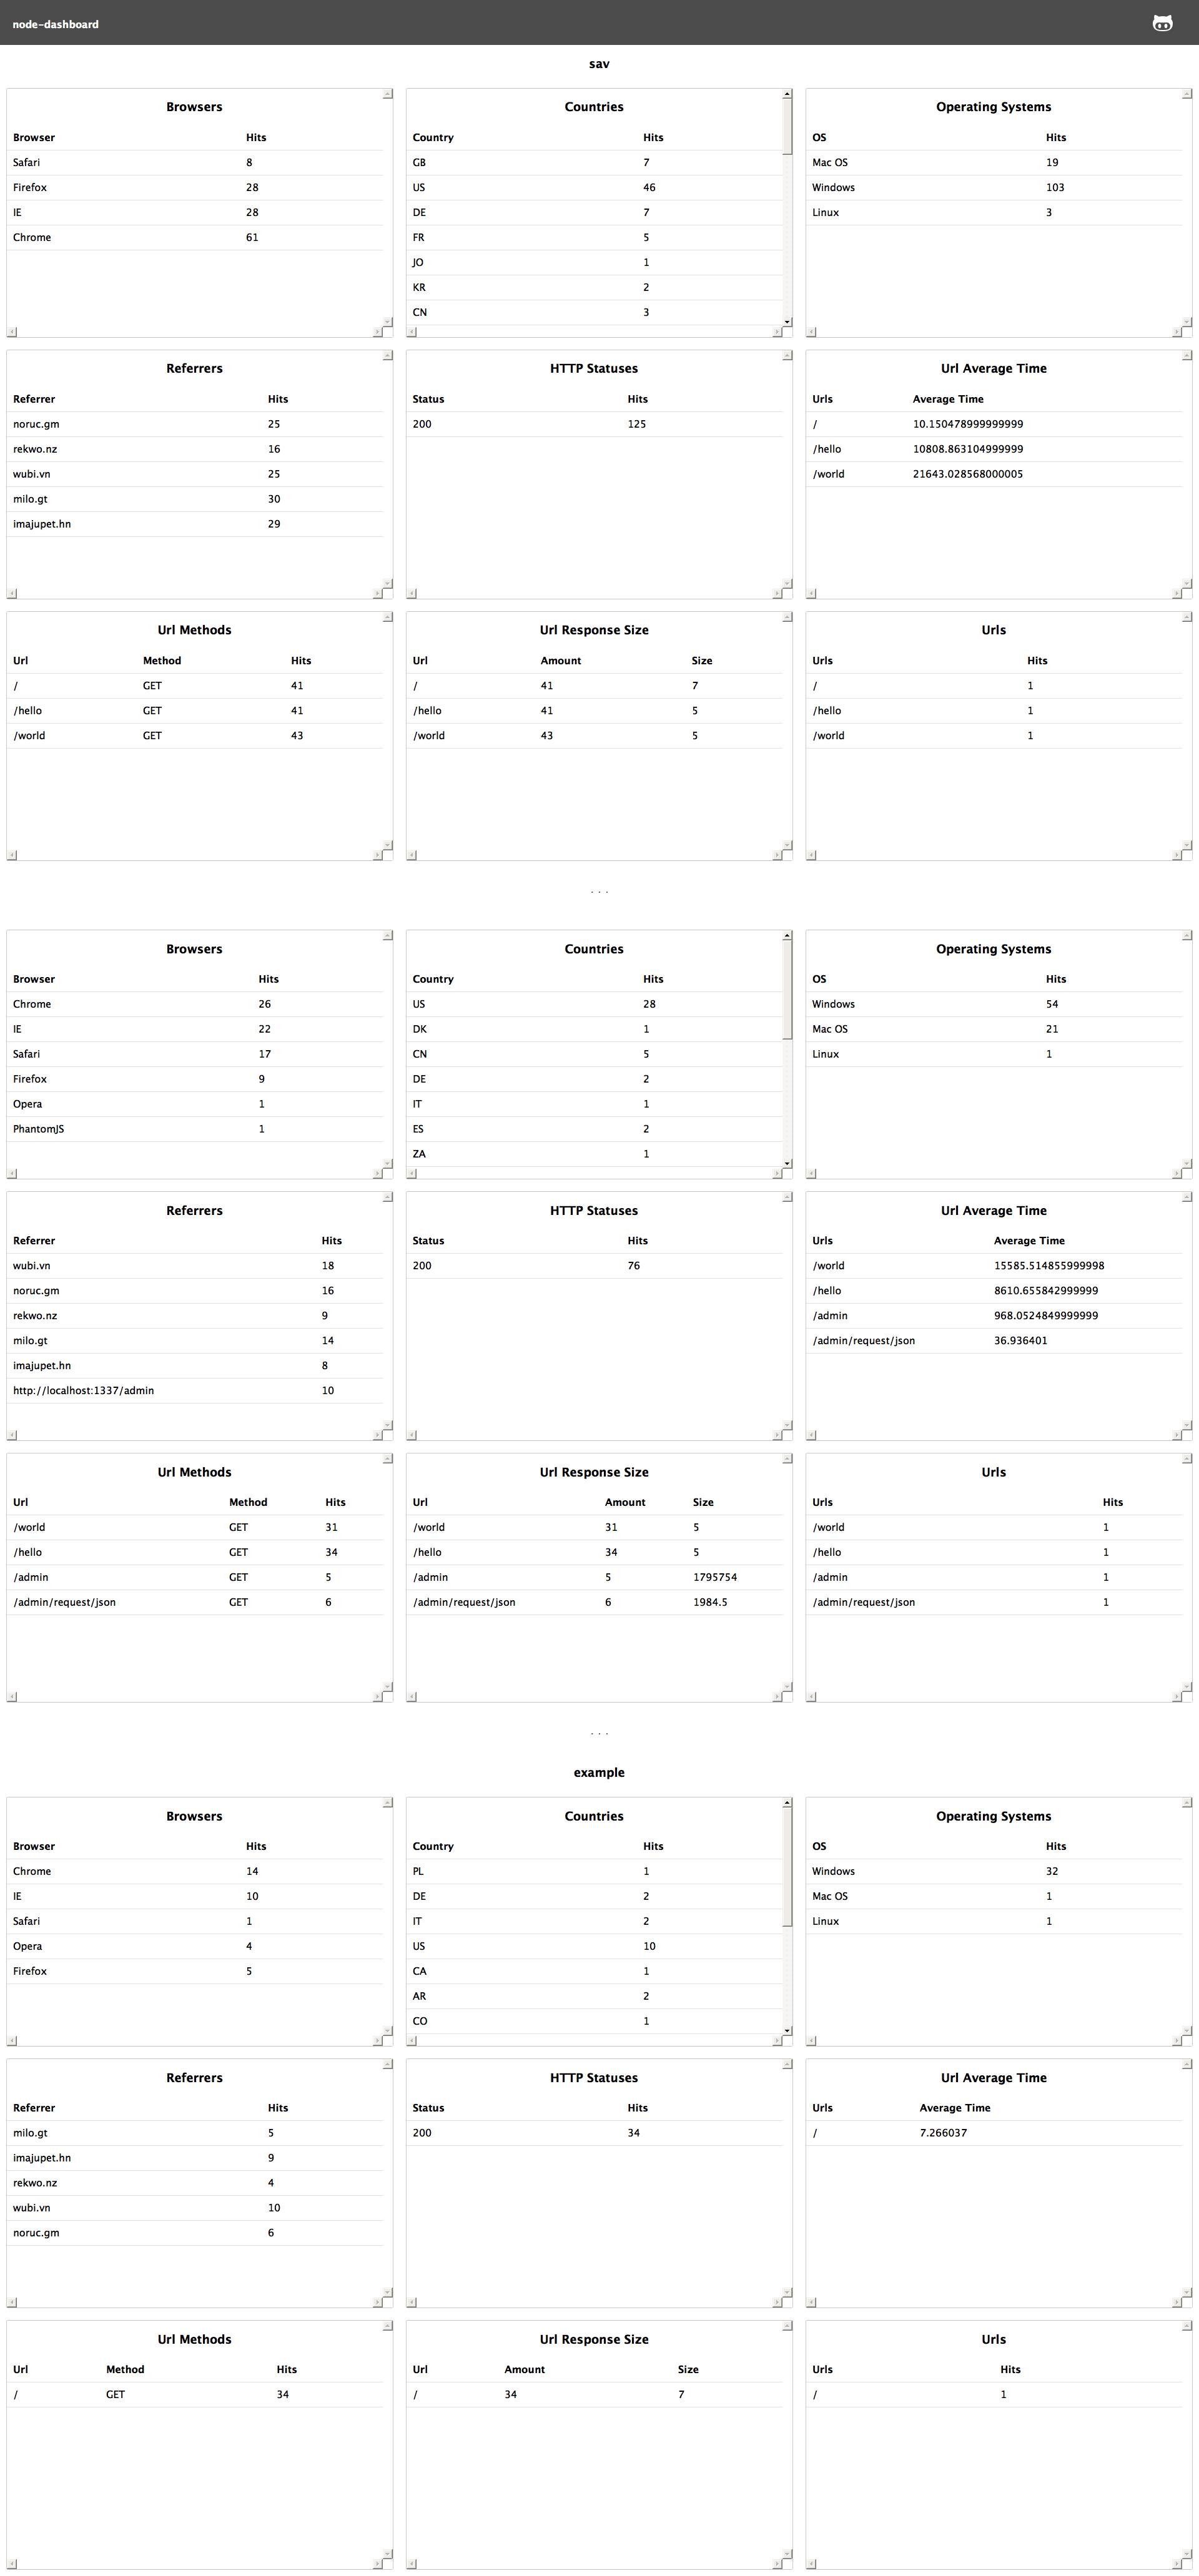 node-dashboard
sav
Browsers
Browser Hits
Safari 8
Firefox 28
IE 28
Chrome 61
Countries
Country Hits
GB 7
US 46
DE 7
FR 5
JO 1
KR 2
CN 3
Operating Systems
OS Hits
Mac OS 19
Windows 103
Linux 3
Referrers
Referrer Hits
noruc.gm 25
rekwo.nz 16
wubi.vn 25
milo.gt 30
imajupet.hn 29
HTTP Statuses
Status Hits
200 125
Url Average Time
Urls Average Time
/ 10.150478999999999
/hello 10808.863104999999
/world 21643.028568000005
Url Methods
Url Method Hits
/ GET 41
/hello GET 41
/world GET 43
Url Response Size
Url Amount Size
/ 41 7
/hello 41 5
/world 43 5
Urls
Urls Hits
/ 1
/hello 1
/world 1
. . .
Browsers
Browser Hits
Chrome 26
IE 22
Safari 17
Firefox 9
Opera 1
PhantomJS 1
Countries
Country Hits
US 28
DK 1
CN 5
DE 2
IT 1
ES 2
ZA 1
Operating Systems
OS Hits
Windows 54
Mac OS 21
Linux 1
Referrers
Referrer Hits
wubi.vn 18
noruc.gm 16
rekwo.nz 9
milo.gt 14
imajupet.hn 8
http://localhost:1337/admin 10
HTTP Statuses
Status Hits
200 76
Url Average Time
Urls Average Time
/world 15585.514855999998
/hello 8610.655842999999
/admin 968.0524849999999
/admin/request/json 36.936401
Url Methods
Url Method Hits
/world GET 31
/hello GET 34
/admin GET 5
/admin/request/json GET 6
Url Response Size
Url Amount Size
/world 31 5
/hello 34 5
/admin 5 1795754
/admin/request/json 6 1984.5
Urls
Urls Hits
/world 1
/hello 1
/admin 1
/admin/request/json 1
. . .
example
Browsers
Browser Hits
Chrome 14
IE 10
Safari 1
Opera 4
Firefox 5
Countries
Country Hits
PL 1
DE 2
IT 2
US 10
CA 1
AR 2
CO 1
Operating Systems
OS Hits
Windows 32
Mac OS 1
Linux 1
Referrers
Referrer Hits
milo.gt 5
imajupet.hn 9
rekwo.nz 4
wubi.vn 10
noruc.gm 6
HTTP Statuses
Status Hits
200 34
Url Average Time
Urls Average Time
/ 7.266037
Url Methods
Url Method Hits
/ GET 34
Url Response Size
Url Amount Size
/ 34 7
Urls
Urls Hits
/ 1